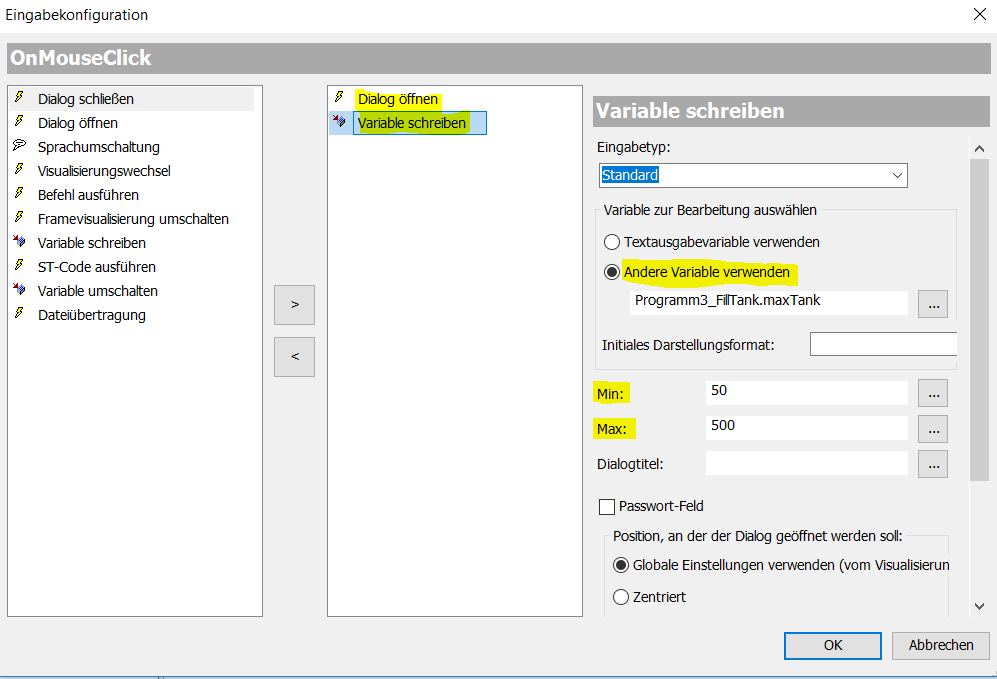 Eingabekonfiguration
OnMouseClick
Dialog schließen
Dialog öffnen
Sprachumschaltung
Visualisierungswechsel
Befehl ausführen
Framevisualisierung umschalten
Variable schreiben
ST-Code ausführen
Variable umschalten
Dateiübertragung
>
<
Dialog öffnen
Variable schreiben
Variable schreiben
Eingabetyp:
Standard
Variable zur Bearbeitung auswählen
Textausgabevariable verwenden
Andere Variable verwenden
Programm3_FillTank.maxTank ...
Initiales Darstellungsformat:
Min: 50 ...
Max: 500 ...
Dialogtitel: ...
Passwort-Feld
Position, an der der Dialog geöffnet werden soll:
Globale Einstellungen verwenden (vom Visualisierun
Zentriert
OK Abbrechen